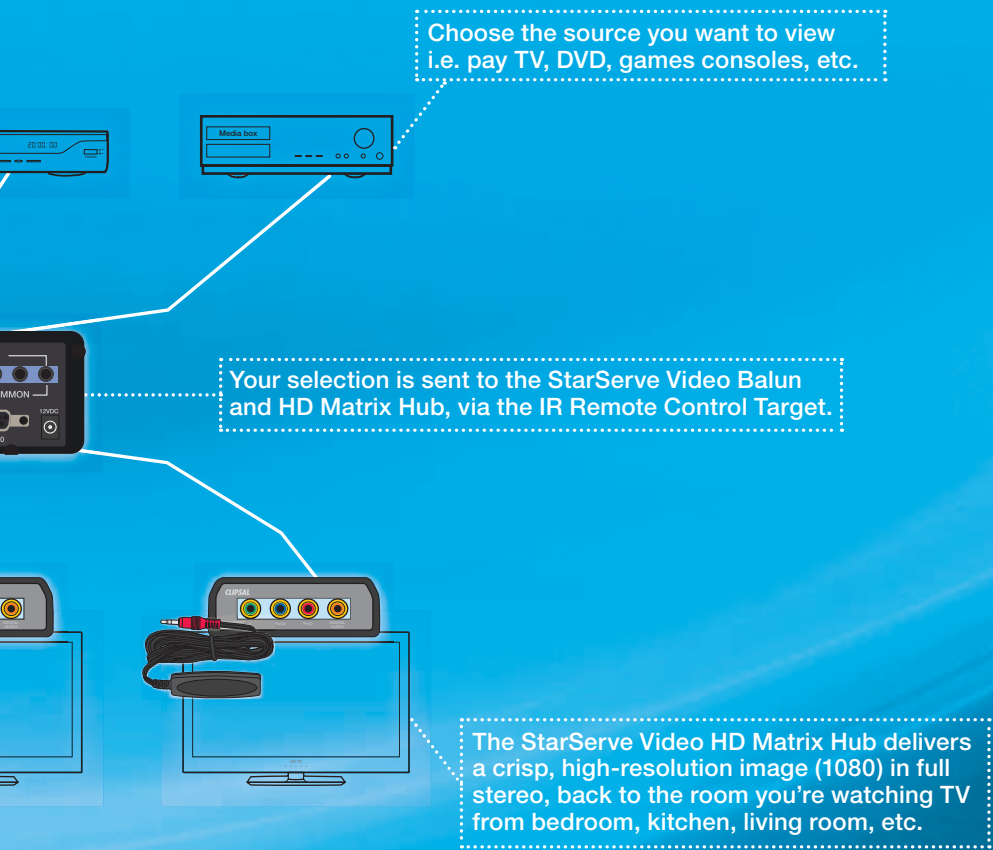 Choose the source you want to view
i.e. pay TV, DVD, games consoles, etc.
20:00: 00
Media box
Your selection is sent to the StarServe Video Balun
and HD Matrix Hub, via the IR Remote Control Target.
MMON
12VDC
CLIPSAL
The StarServe Video HD Matrix Hub delivers
a crisp, high-resolution image (1080) in full
stereo, back to the room you’re watching TV
from bedroom, kitchen, living room, etc.